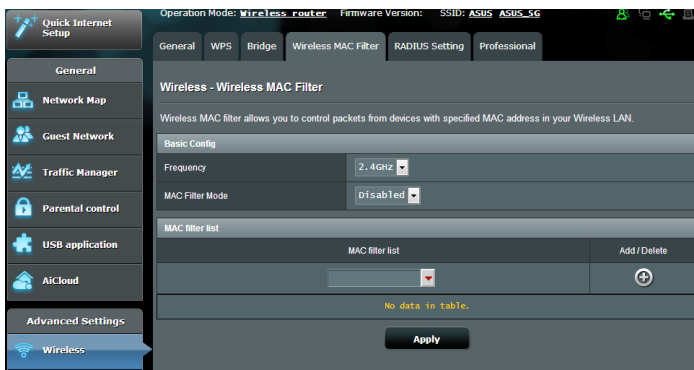 Quick Internet
Setup
General
Network Map
Guest Network
Traffic Manager
Parental control
USB application
AiCloud
Advanced Settings
Wireless
Operation Mode: Wireless router Firmware Version: SSID: ASUS ASUS_5G
General WPS Bridge Wireless MAC Filter RADIUS Setting Professional
Wireless - Wireless MAC Filter
Wireless MAC filter allows you to control packets from devices with specified MAC address in your Wireless LAN.
Basic Config
Frequency 2.4GHz
MAC Filter Mode Disabled
MAC filter list
MAC filter list Add / Delete
No data in table.
Apply